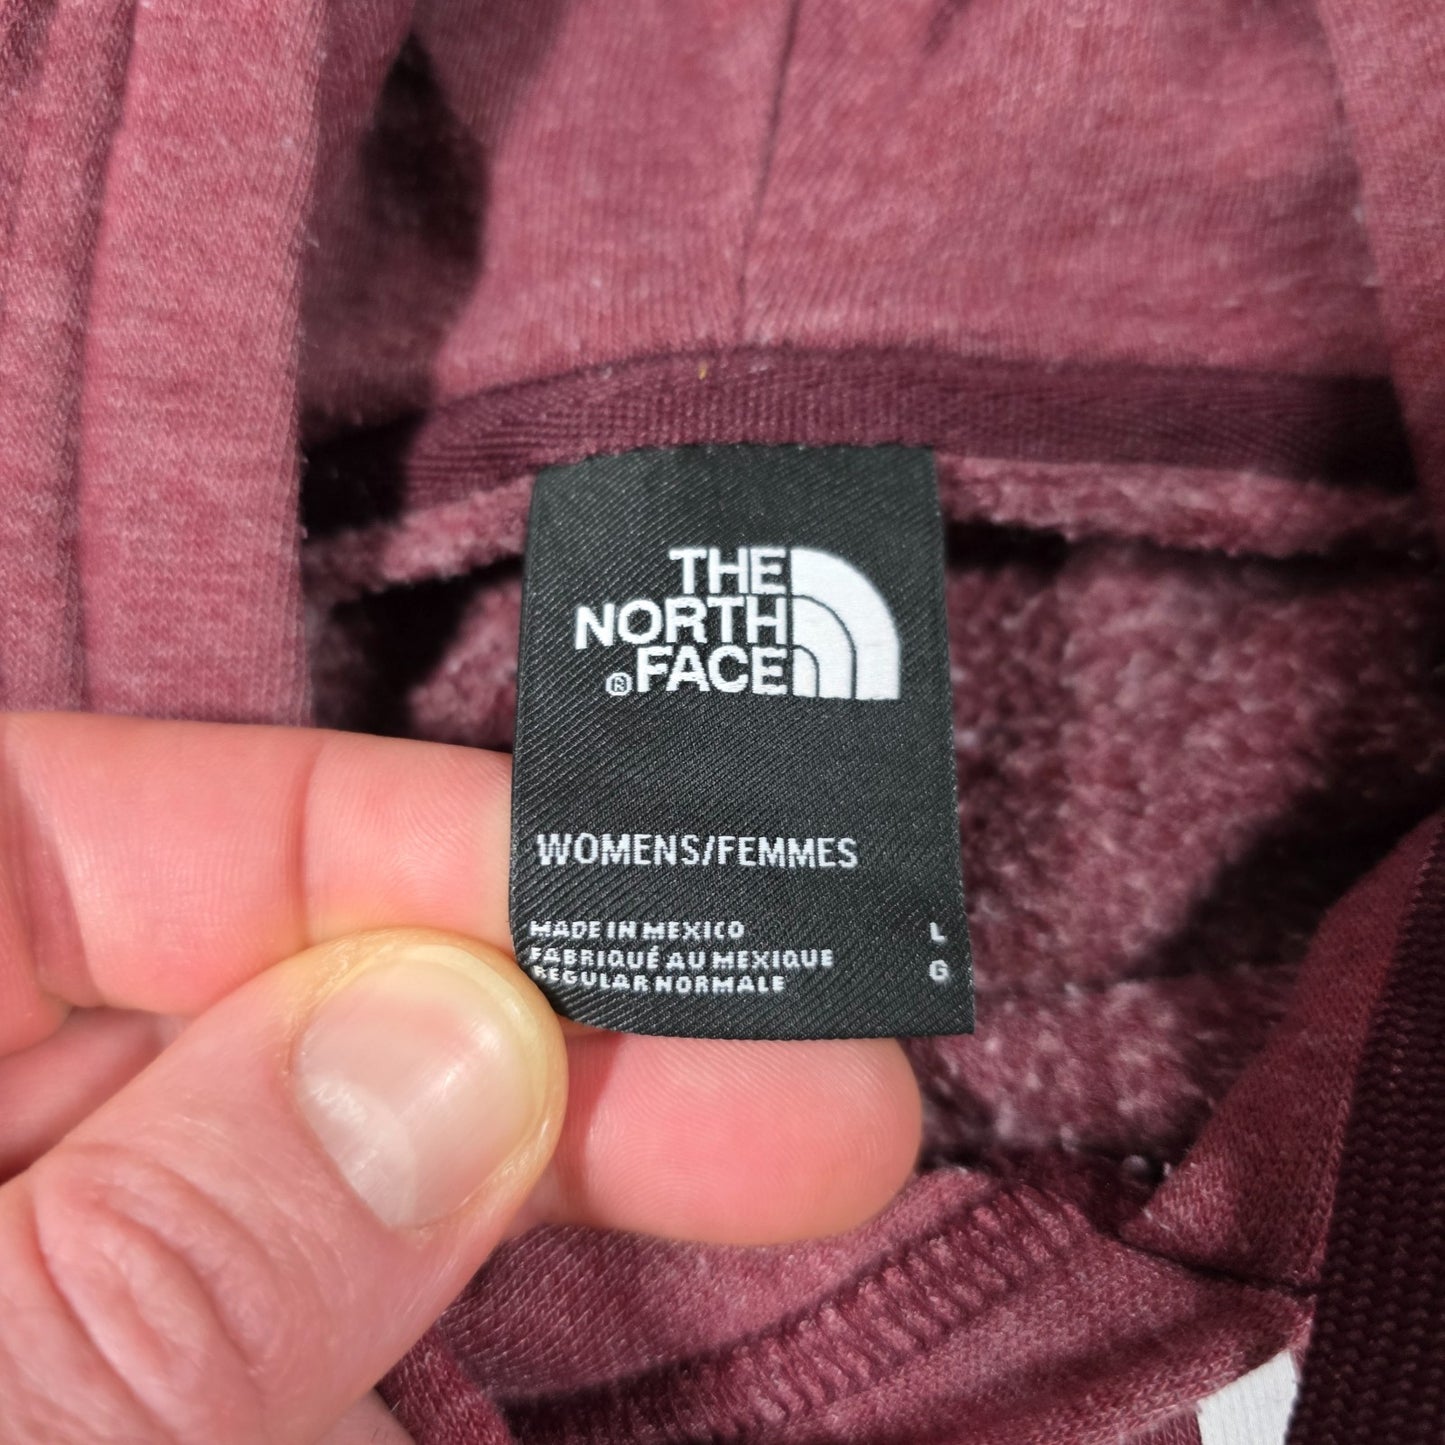 THE
NORTH
® FACE
WOMENS/FEMMES
MADE IN MEXICO L
FABRIQUÉ AU MEXIQUE G
REGULAR NORMALE